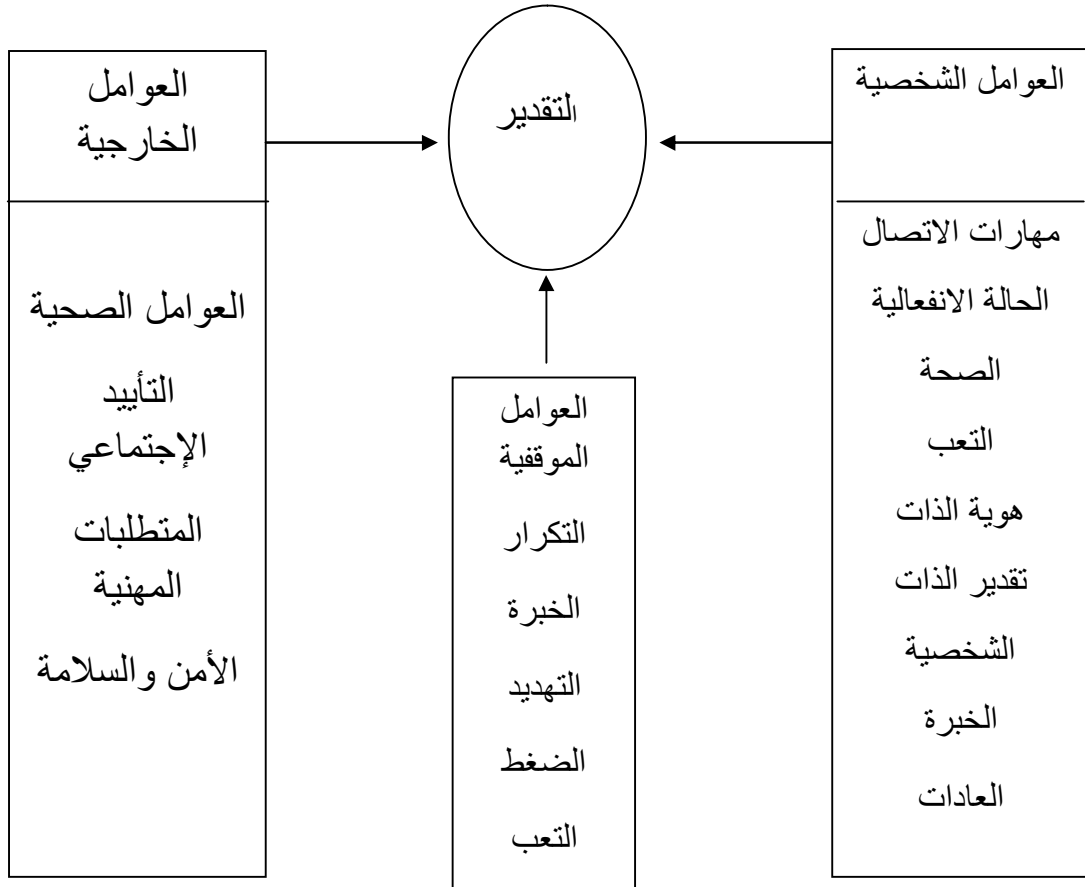 التقدير
العوامل الشخصية
مهارات الاتصال
الحالة الانفعالية
الصحة
التعب
هوية الذات
تقدير الذات
الشخصية
الخبرة
العادات
العوامل
الموقفية
التكرار
الخبرة
التهديد
الضغط
التعب
العوامل
الخارجية
العوامل الصحية
التأييد
الإجتماعي
المتطلبات
المهنية
الأمن والسلامة